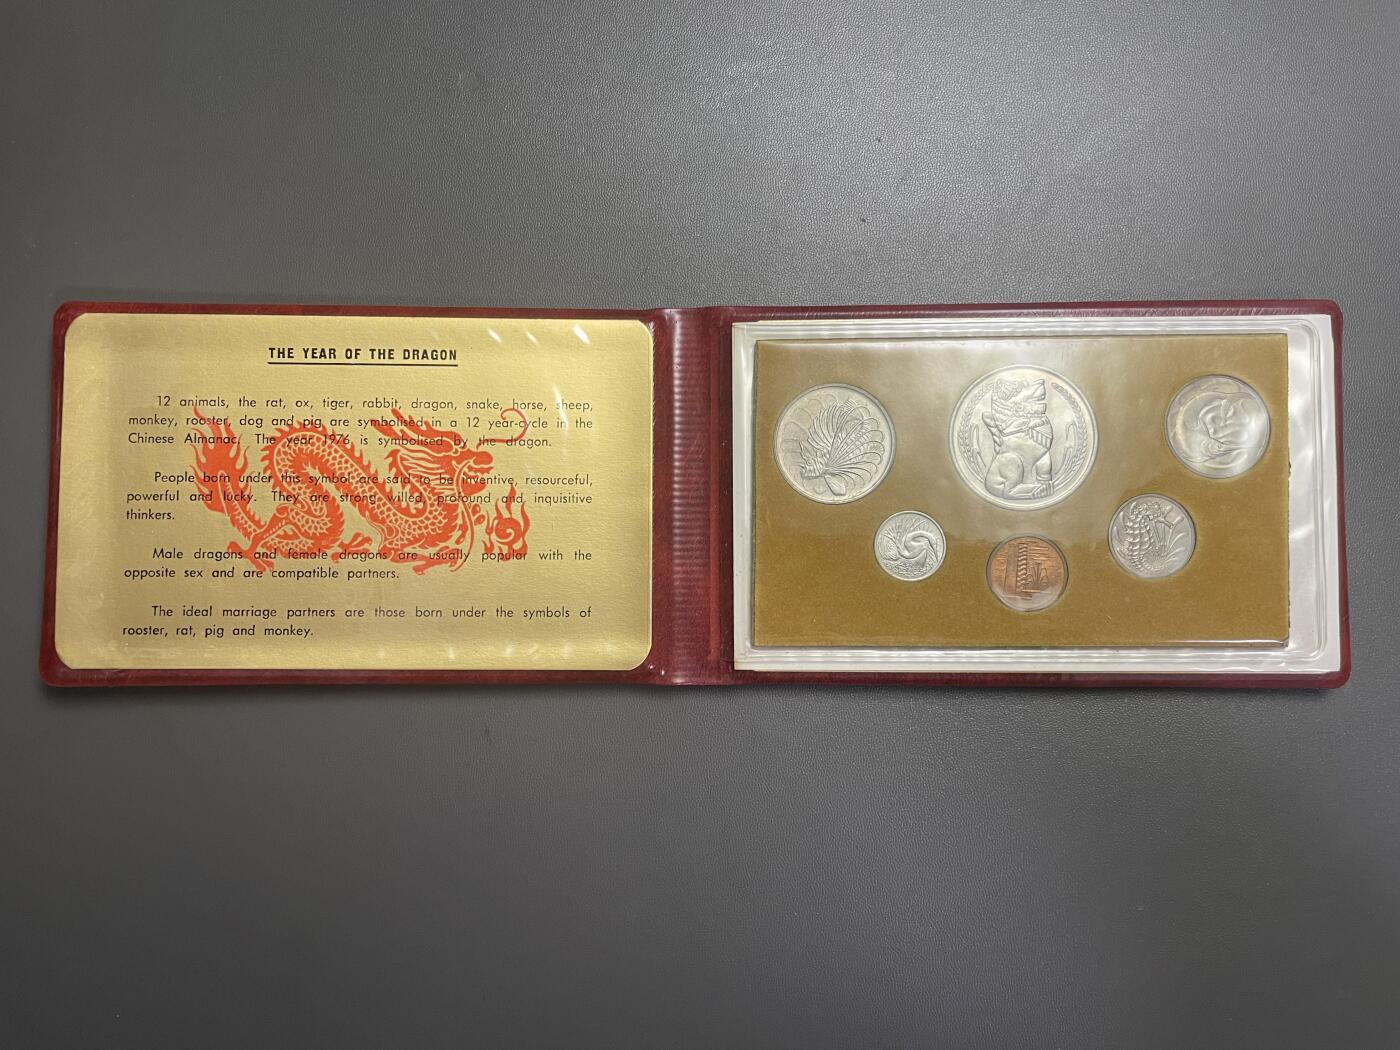 THE YEAR OF THE DRAGON
12 animals, the rat, ox, tiger, rabbit, dragon, snake, horse, sheep,
monkey, rooster, dog and pig are symbolised in a 12 year-cycle in the
Chinese Almanac. The year 1976 is symbolised by the dragon.
People born under this symbol are said to be inventive, resourceful,
powerful and lucky. They are strong willed, profound and inquisitive
thinkers.
Male dragons and female dragons are usually popular with the
opposite sex and are compatible partners.
The ideal marriage partners are those born under the symbols of
rooster, rat, pig and monkey.